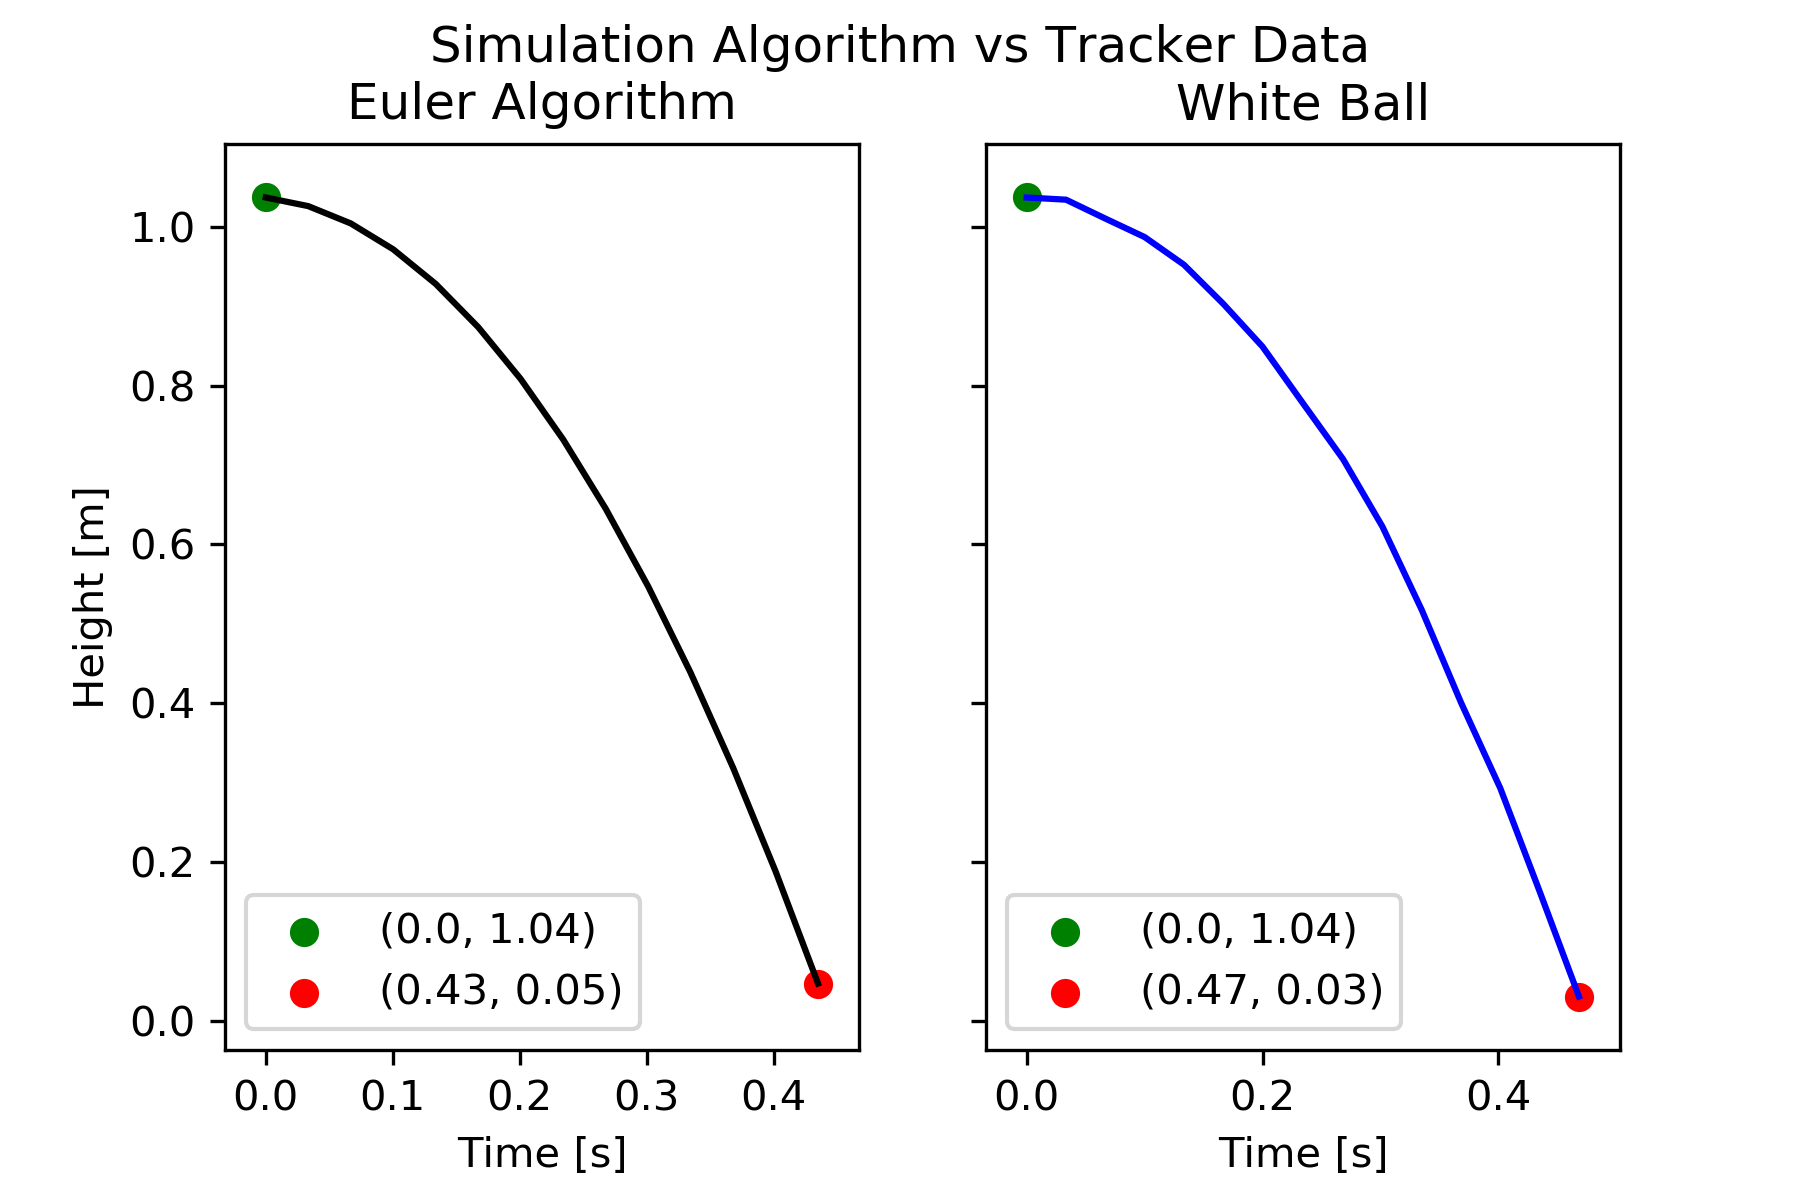 Simulation Algorithm vs Tracker Data
Euler Algorithm
White Ball
Height [m]
1.0
0.8
0.6
0.4
0.2
0.0
(0.0, 1.04)
(0.43, 0.05)
0.0 0.1 0.2 0.3 0.4
Time [s]
(0.0, 1.04)
(0.47, 0.03)
0.0 0.2 0.4
Time [s]